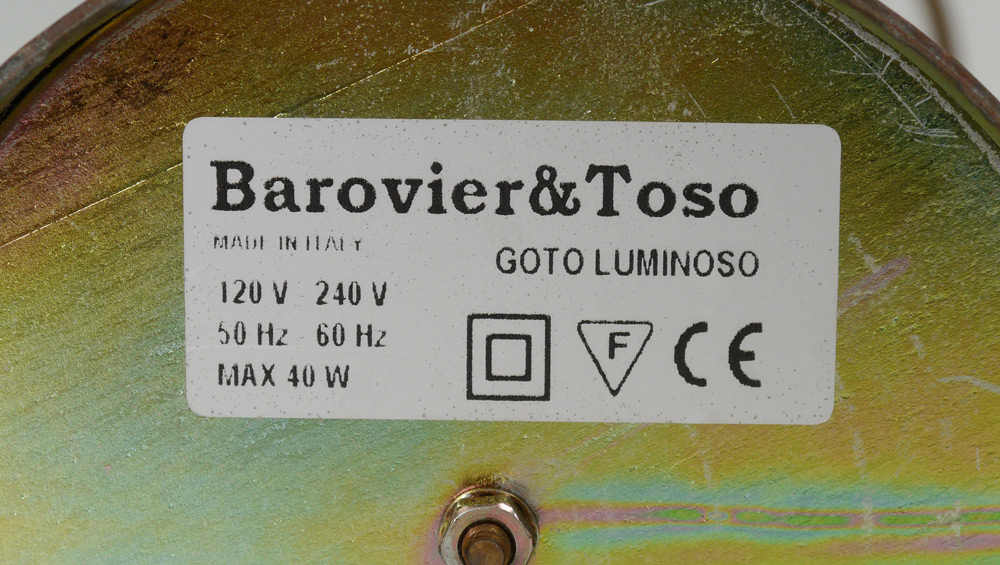 Barovier&Toso
MADE IN ITALY
GOTO LUMINOSO
120 V 240 V
50 Hz 60 Hz
MAX 40 W
F
CE